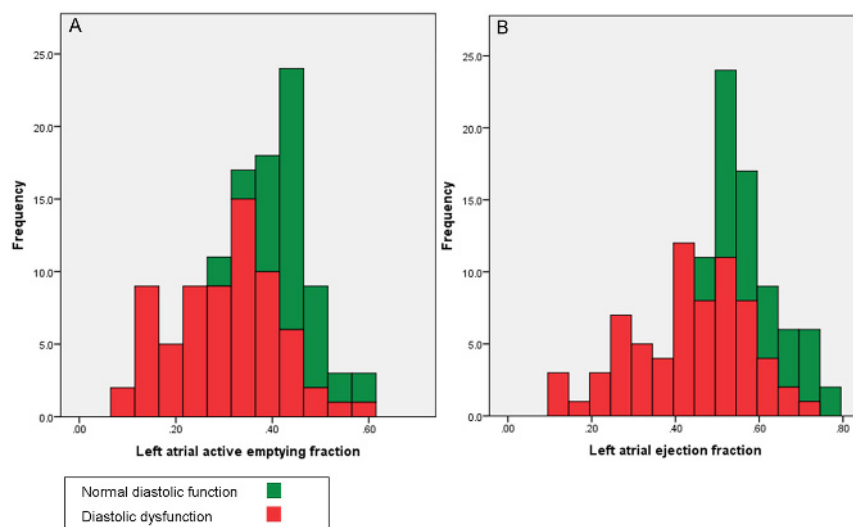 A
25.0
20.0
15.0
10.0
5.0
0.0
Frequency
.00 .20 .40 .60
Left atrial active emptying fraction
B
25.0
20.0
15.0
10.0
5.0
0.0
Frequency
.00 .20 .40 .60 .80
Left atrial ejection fraction
Normal diastolic function
Diastolic dysfunction